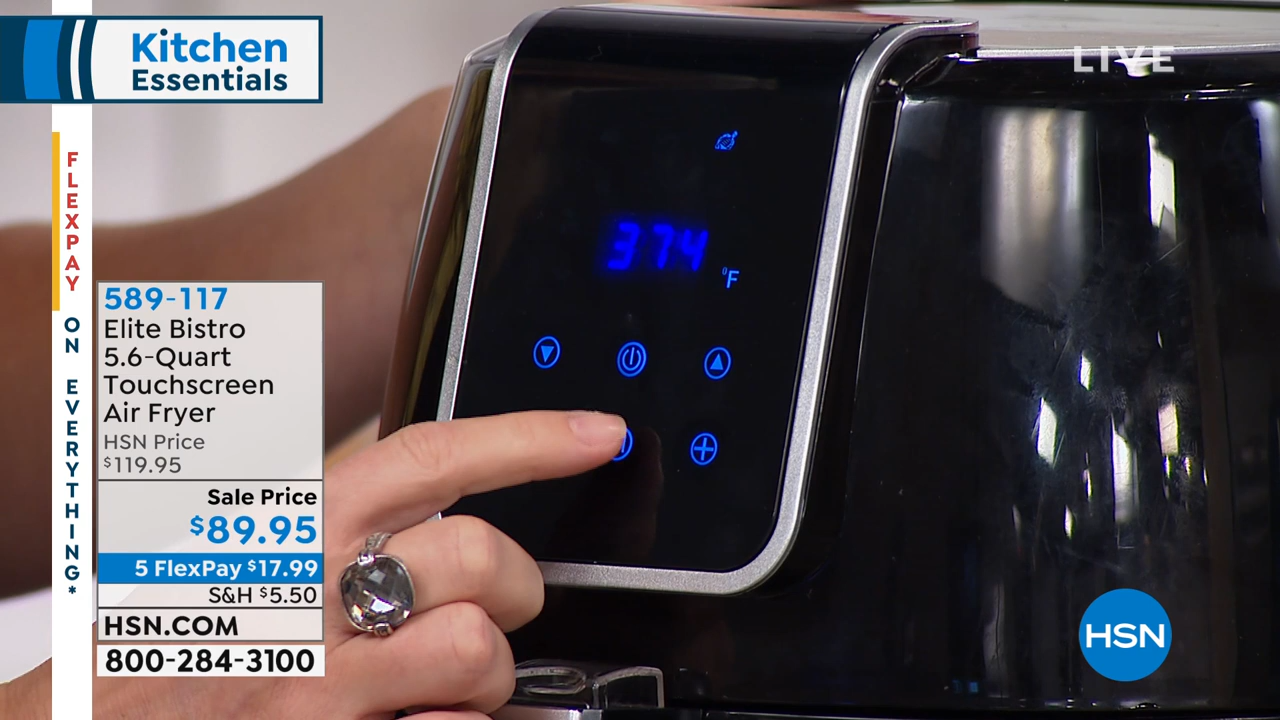 Kitchen
Essentials
LIVE
FLEXPAY ON EVERYTHING*
374
°F
589-117
Elite Bistro
5.6-Quart
Touchscreen
Air Fryer
HSN Price
$119.95
Sale Price
$89.95
5 FlexPay $17.99
S&H $5.50
HSN.COM
800-284-3100
HSN